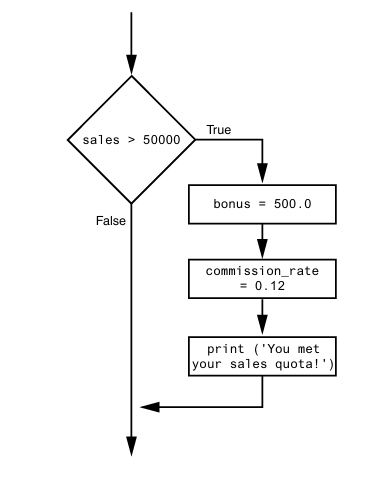 True
sales > 50000
bonus = 500.0
False
commission_rate
= 0.12
print ('You met
your sales quota!')